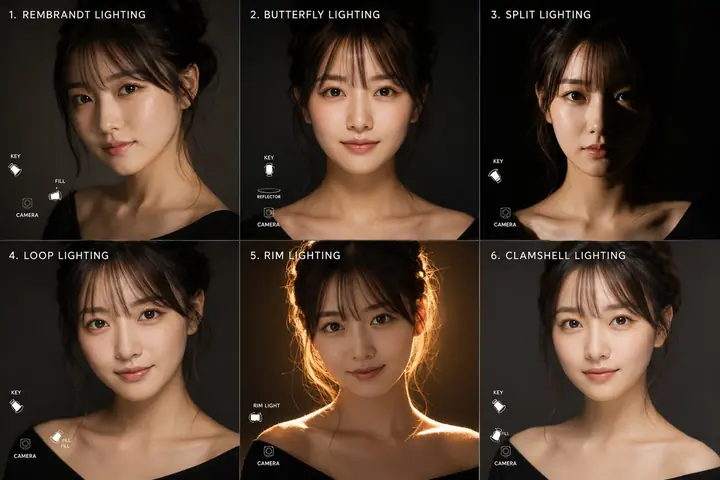 1. REMBRANDT LIGHTING
KEY
FILL
CAMERA
2. BUTTERFLY LIGHTING
KEY
REFLECTOR
CAMERA
3. SPLIT LIGHTING
KEY
CAMERA
4. LOOP LIGHTING
KEY
FILL
FILL
CAMERA
5. RIM LIGHTING
RIM LIGHT
CAMERA
6. CLAMSHELL LIGHTING
KEY
FILL
CAMERA